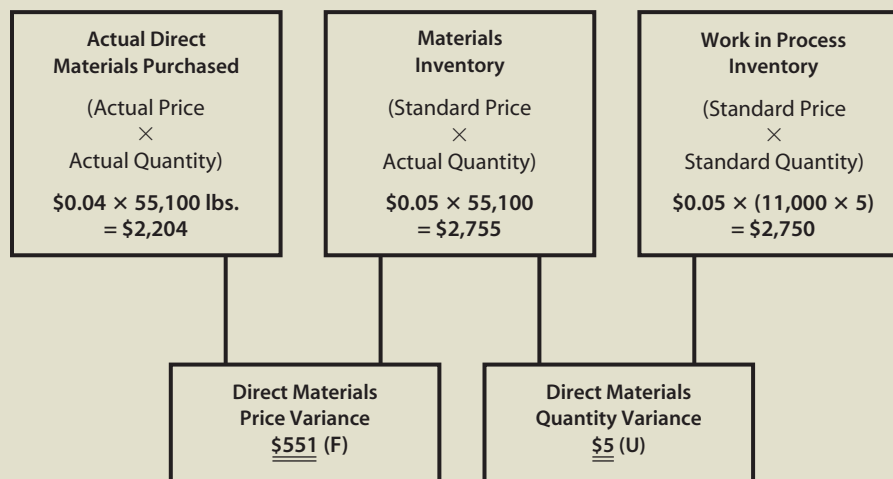 Actual Direct
Materials Purchased
(Actual Price
×
Actual Quantity)
$0.04 × 55,100 lbs.
= $2,204
Materials
Inventory
(Standard Price
×
Actual Quantity)
$0.05 × 55,100
= $2,755
Work in Process
Inventory
(Standard Price
×
Standard Quantity)
$0.05 × (11,000 × 5)
= $2,750
Direct Materials
Price Variance
$551 (F)
Direct Materials
Quantity Variance
$5 (U)